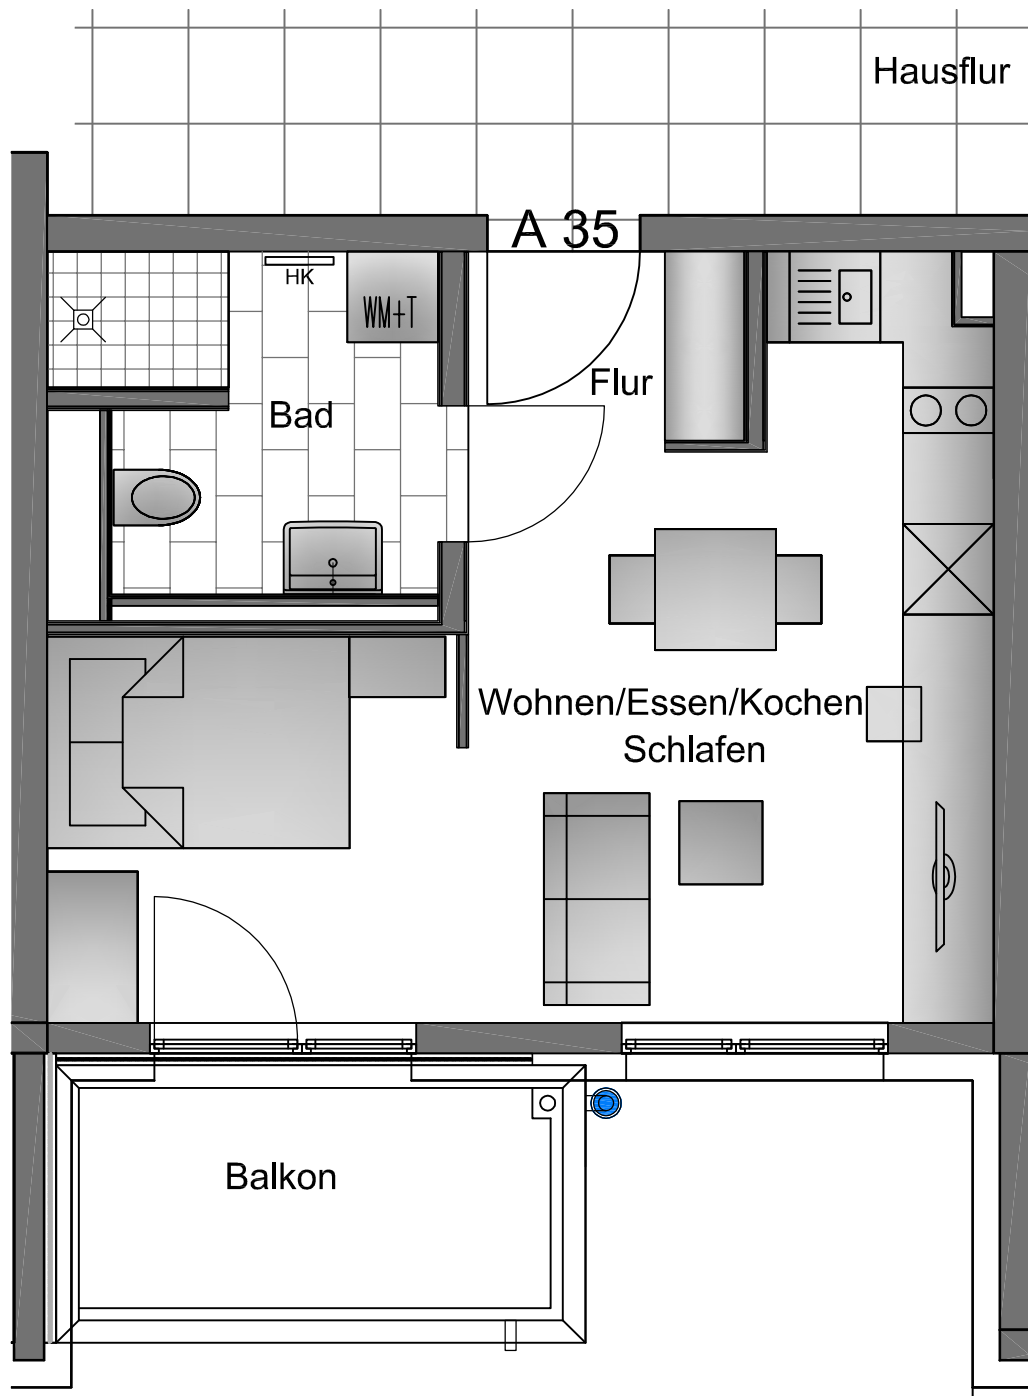 Hausflur
A 35
HK
WM+T
Flur
Bad
Wohnen/Essen/Kochen
Schlafen
Balkon